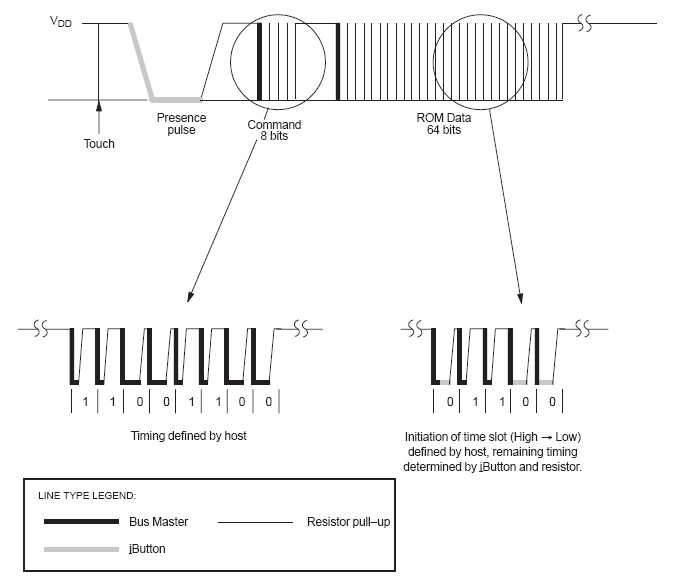 VDD
Touch
Presence
pulse
Command
8 bits
ROM Data
64 bits
1 1 0 0 1 1 0 0
Timing defined by host
0 1 1 0 0
Initiation of time slot (High → Low)
defined by host, remaining timing
determined by iButton and resistor.
LINE TYPE LEGEND:
Bus Master
Resistor pull–up
iButton